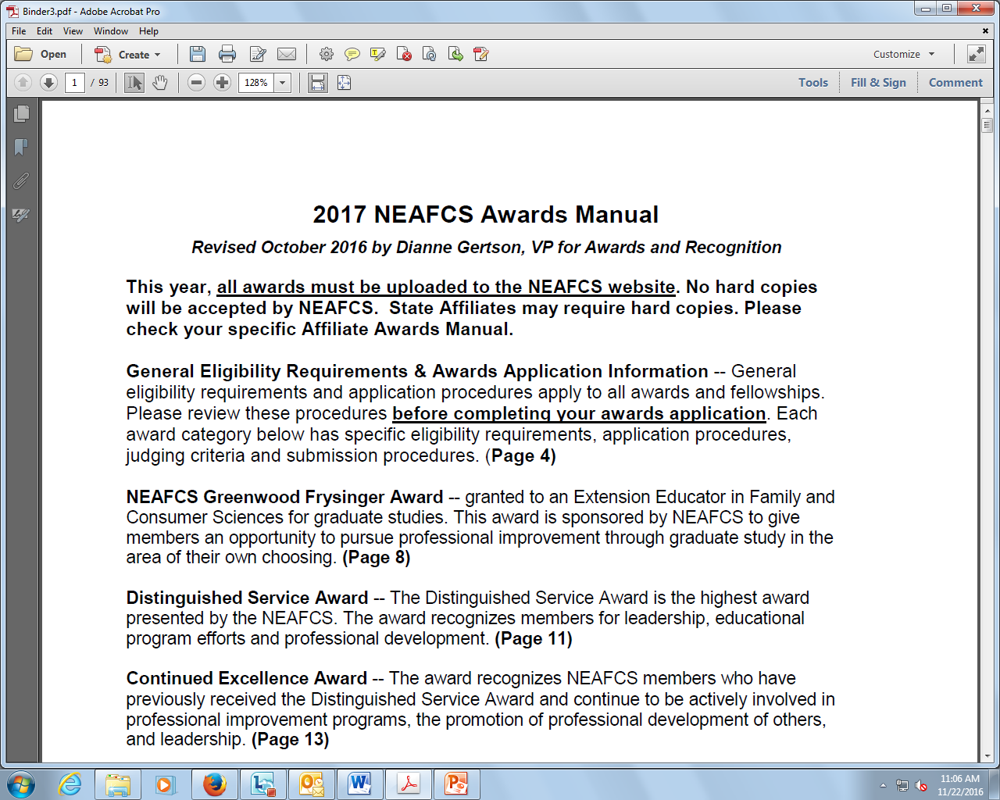 Binder3.pdf - Adobe Acrobat Pro
File Edit View Window Help
Open Create Customize
1 / 93 128% Tools Fill & Sign Comment
2017 NEAFCS Awards Manual
Revised October 2016 by Dianne Gertson, VP for Awards and Recognition
This year, all awards must be uploaded to the NEAFCS website. No hard copies
will be accepted by NEAFCS.  State Affiliates may require hard copies. Please
check your specific Affiliate Awards Manual.
General Eligibility Requirements & Awards Application Information -- General
eligibility requirements and application procedures apply to all awards and fellowships.
Please review these procedures before completing your awards application. Each
award category below has specific eligibility requirements, application procedures,
judging criteria and submission procedures. (Page 4)
NEAFCS Greenwood Frysinger Award -- granted to an Extension Educator in Family and
Consumer Sciences for graduate studies. This award is sponsored by NEAFCS to give
members an opportunity to pursue professional improvement through graduate study in the
area of their own choosing. (Page 8)
Distinguished Service Award -- The Distinguished Service Award is the highest award
presented by the NEAFCS. The award recognizes members for leadership, educational
program efforts and professional development. (Page 11)
Continued Excellence Award -- The award recognizes NEAFCS members who have
previously received the Distinguished Service Award and continue to be actively involved in
professional improvement programs, the promotion of professional development of others,
and leadership. (Page 13)
11:06 AM
11/22/2016